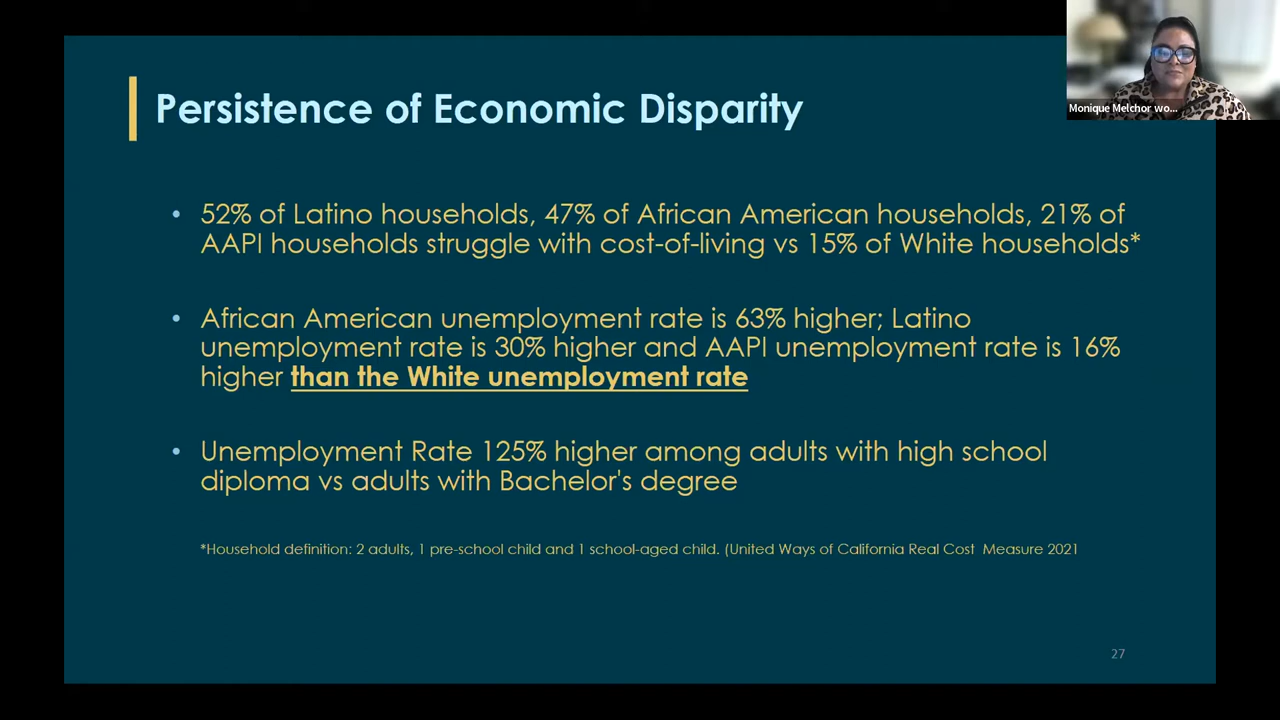 Persistence of Economic Disparity
Monique Melchor wo...
• 52% of Latino households, 47% of African American households, 21% of
AAPI households struggle with cost-of-living vs 15% of White households*
• African American unemployment rate is 63% higher; Latino
unemployment rate is 30% higher and AAPI unemployment rate is 16%
higher than the White unemployment rate
• Unemployment Rate 125% higher among adults with high school
diploma vs adults with Bachelor's degree
*Household definition: 2 adults, 1 pre-school child and 1 school-aged child. (United Ways of California Real Cost Measure 2021
27